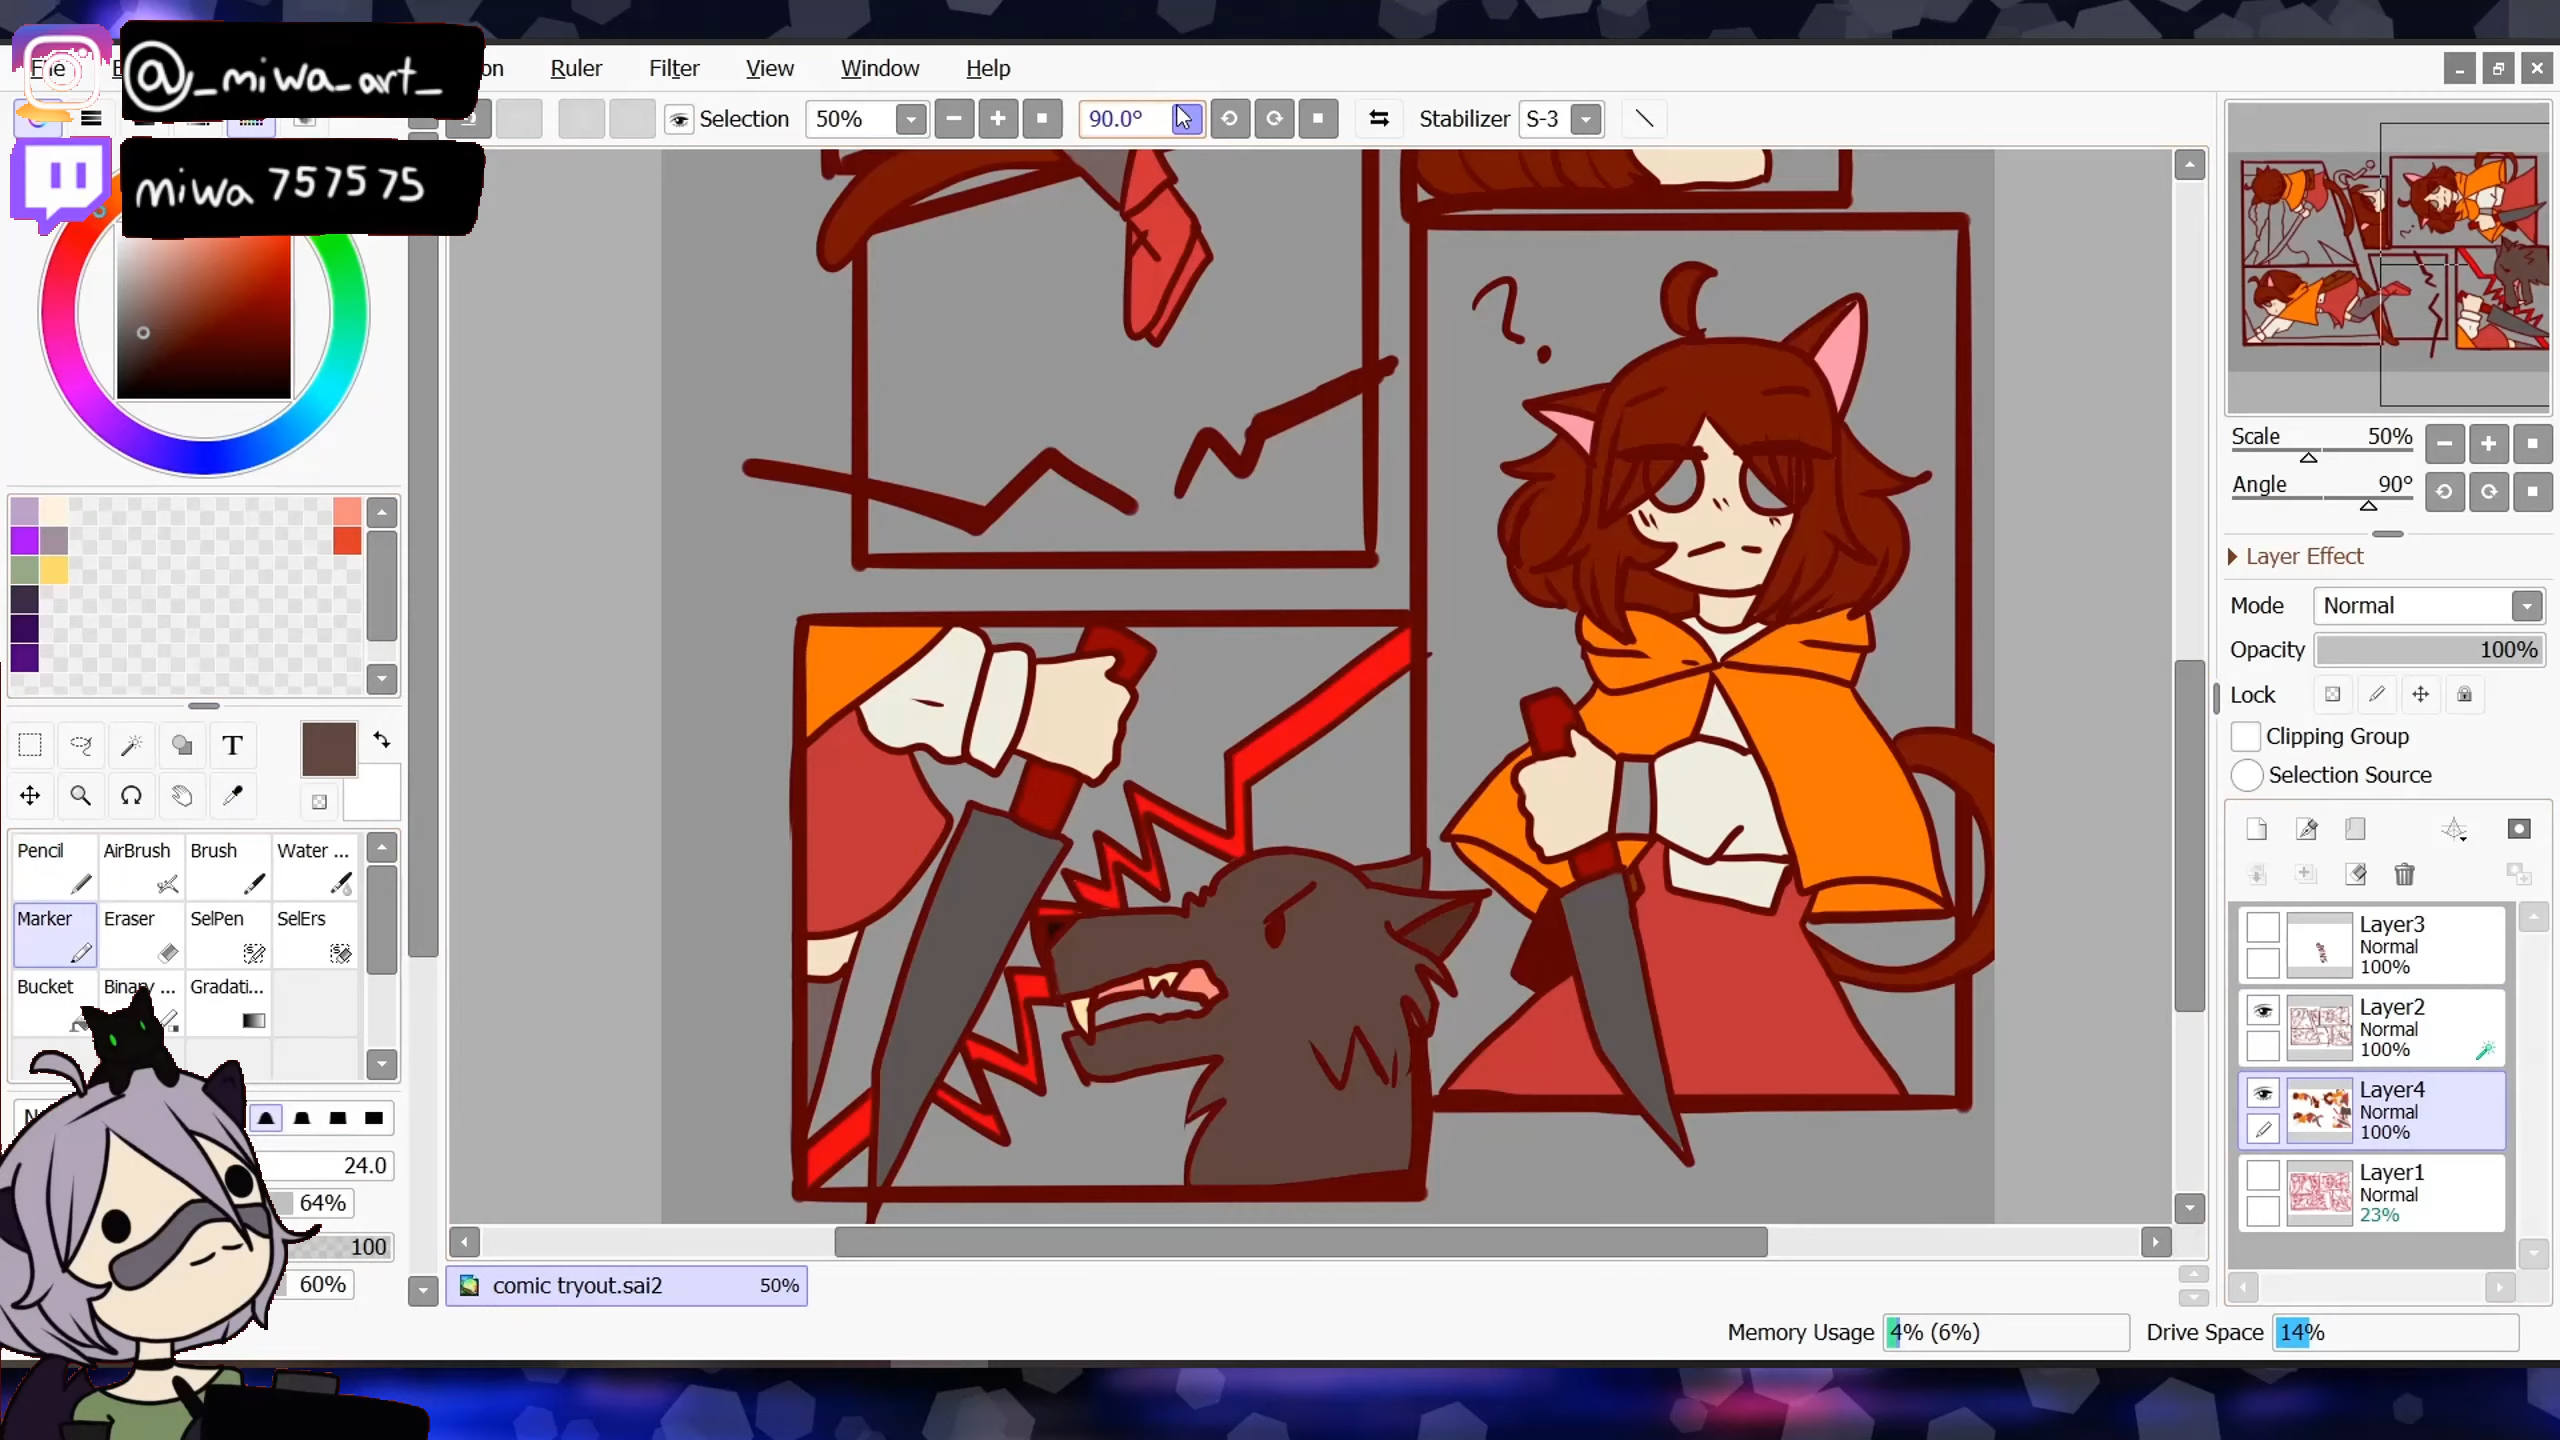 @_miwa_art_
miwa 757575
File
Ruler Filter View Window Help
Selection 50% 90.0° Stabilizer S-3
?
Scale 50%
Angle 90°
Layer Effect
Mode Normal
Opacity 100%
Lock
Clipping Group
Selection Source
T
Pencil AirBrush Brush Water ...
Marker Eraser SelPen SelErs
Bucket Binary ... Gradati...
24.0
64%
100
60%
Layer3
Normal
100%
Layer2
Normal
100%
Layer4
Normal
100%
Layer1
Normal
23%
comic tryout.sai2 50%
Memory Usage 4% (6%) Drive Space 14%